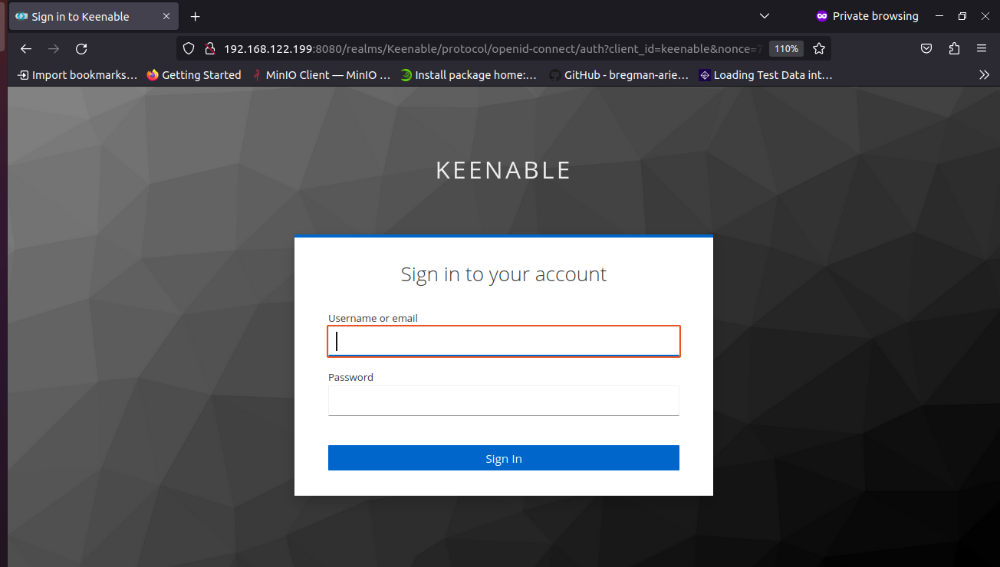 Sign in to Keenable
Private browsing
192.168.122.199:8080/realms/Keenable/protocol/openid-connect/auth?client_id=keenable&nonce=7
110%
Import bookmarks…
Getting Started
MinIO Client — MinIO …
Install package home:…
GitHub - bregman-arie…
Loading Test Data int…
KEENABLE
Sign in to your account
Username or email
Password
Sign In